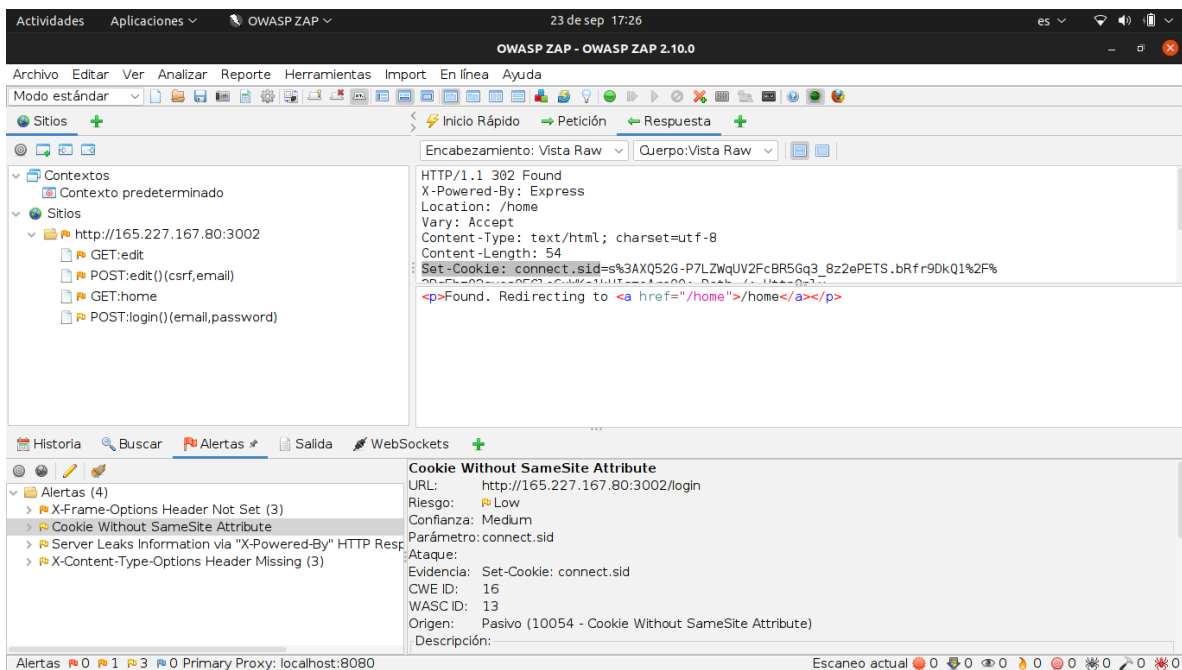 Actividades Aplicaciones OWASP ZAP 23 de sep 17:26 es
OWASP ZAP - OWASP ZAP 2.10.0
Archivo Editar Ver Analizar Reporte Herramientas Import En línea Ayuda
Modo estándar
Sitios
Inicio Rápido Petición Respuesta
Encabezamiento: Vista Raw Cuerpo:Vista Raw
Contextos
Contexto predeterminado
Sitios
http://165.227.167.80:3002
GET:edit
POST:edit()(csrf,email)
GET:home
POST:login()(email,password)
HTTP/1.1 302 Found
X-Powered-By: Express
Location: /home
Vary: Accept
Content-Type: text/html; charset=utf-8
Content-Length: 54
Set-Cookie: connect.sid=s%3AXQ52G-P7LZWqUV2FcBR5Gq3_8z2ePETS.bRfr9DkQ1%2F%
<p>Found. Redirecting to <a href="/home">/home</a></p>
Historia Buscar Alertas Salida WebSockets
Alertas (4)
X-Frame-Options Header Not Set (3)
Cookie Without SameSite Attribute
Server Leaks Information via "X-Powered-By" HTTP Resp
X-Content-Type-Options Header Missing (3)
Cookie Without SameSite Attribute
URL: http://165.227.167.80:3002/login
Riesgo: Low
Confianza: Medium
Parámetro: connect.sid
Ataque:
Evidencia: Set-Cookie: connect.sid
CWE ID: 16
WASC ID: 13
Origen: Pasivo (10054 - Cookie Without SameSite Attribute)
Descripción:
Alertas 0 1 3 0 Primary Proxy: localhost:8080 Escaneo actual 0 0 0 0 0 0 0 0